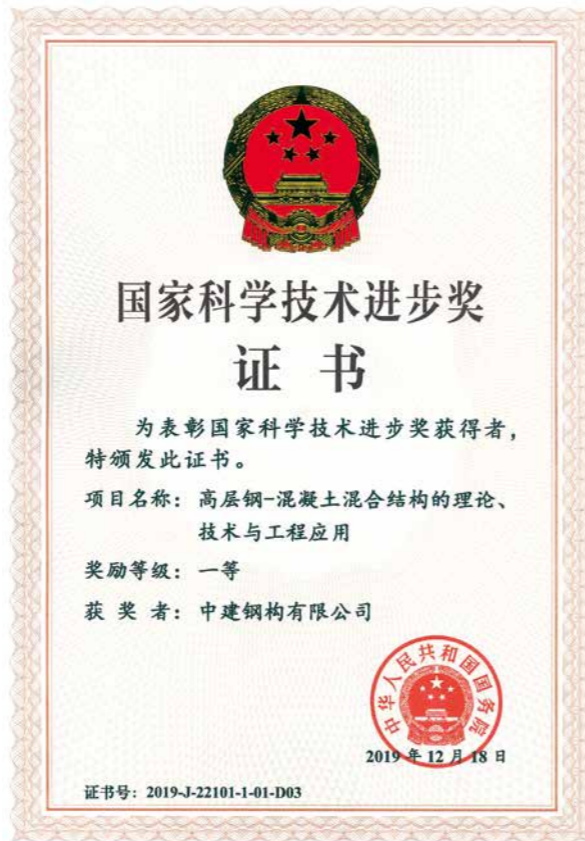 国家科学技术进步奖
证书
为表彰国家科学技术进步奖获得者，
特颁发此证书。
项目名称：高层钢-混凝土混合结构的理论、
技术与工程应用
奖励等级：一等
获奖者：中建钢构有限公司
中华人民共和国国务院
2019年12月18日
证书号：2019-J-22101-1-01-D03